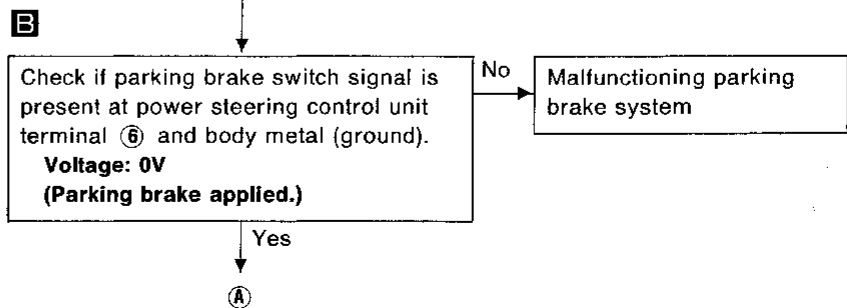 B
Check if parking brake switch signal is
present at power steering control unit
terminal ⑥ and body metal (ground).
Voltage: 0V
(Parking brake applied.)
No
Malfunctioning parking
brake system
Yes
Ⓐ